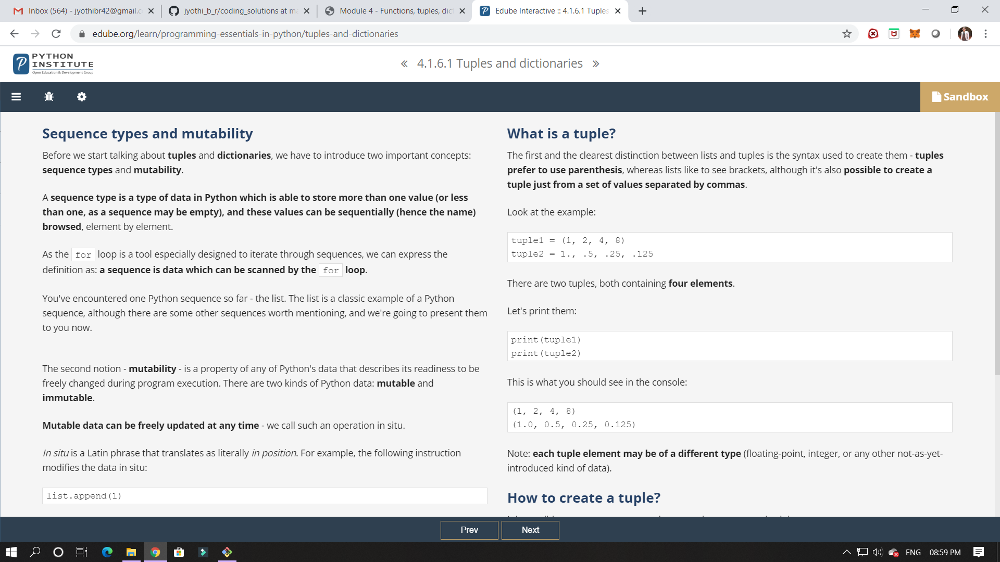 Inbox (564) - jyothibr42@gmail.c
jyothi_b_r/coding_solutions at ma
Module 4 - Functions, tuples, dict
Edube Interactive :: 4.1.6.1 Tuples
edube.org/learn/programming-essentials-in-python/tuples-and-dictionaries
PYTHON
INSTITUTE
Open Education & Development Group
« 4.1.6.1 Tuples and dictionaries »
Sandbox
Sequence types and mutability
Before we start talking about tuples and dictionaries, we have to introduce two important concepts:
sequence types and mutability.
A sequence type is a type of data in Python which is able to store more than one value (or less
than one, as a sequence may be empty), and these values can be sequentially (hence the name)
browsed, element by element.
As the for loop is a tool especially designed to iterate through sequences, we can express the
definition as: a sequence is data which can be scanned by the for loop.
You've encountered one Python sequence so far - the list. The list is a classic example of a Python
sequence, although there are some other sequences worth mentioning, and we're going to present them
to you now.
The second notion - mutability - is a property of any of Python's data that describes its readiness to be
freely changed during program execution. There are two kinds of Python data: mutable and
immutable.
Mutable data can be freely updated at any time - we call such an operation in situ.
In situ is a Latin phrase that translates as literally in position. For example, the following instruction
modifies the data in situ:
list.append(1)
What is a tuple?
The first and the clearest distinction between lists and tuples is the syntax used to create them - tuples
prefer to use parenthesis, whereas lists like to see brackets, although it's also possible to create a
tuple just from a set of values separated by commas.
Look at the example:
tuple1 = (1, 2, 4, 8)
tuple2 = 1., .5, .25, .125
There are two tuples, both containing four elements.
Let's print them:
print(tuple1)
print(tuple2)
This is what you should see in the console:
(1, 2, 4, 8)
(1.0, 0.5, 0.25, 0.125)
Note: each tuple element may be of a different type (floating-point, integer, or any other not-as-yet-
introduced kind of data).
How to create a tuple?
Prev
Next
ENG
08:59 PM